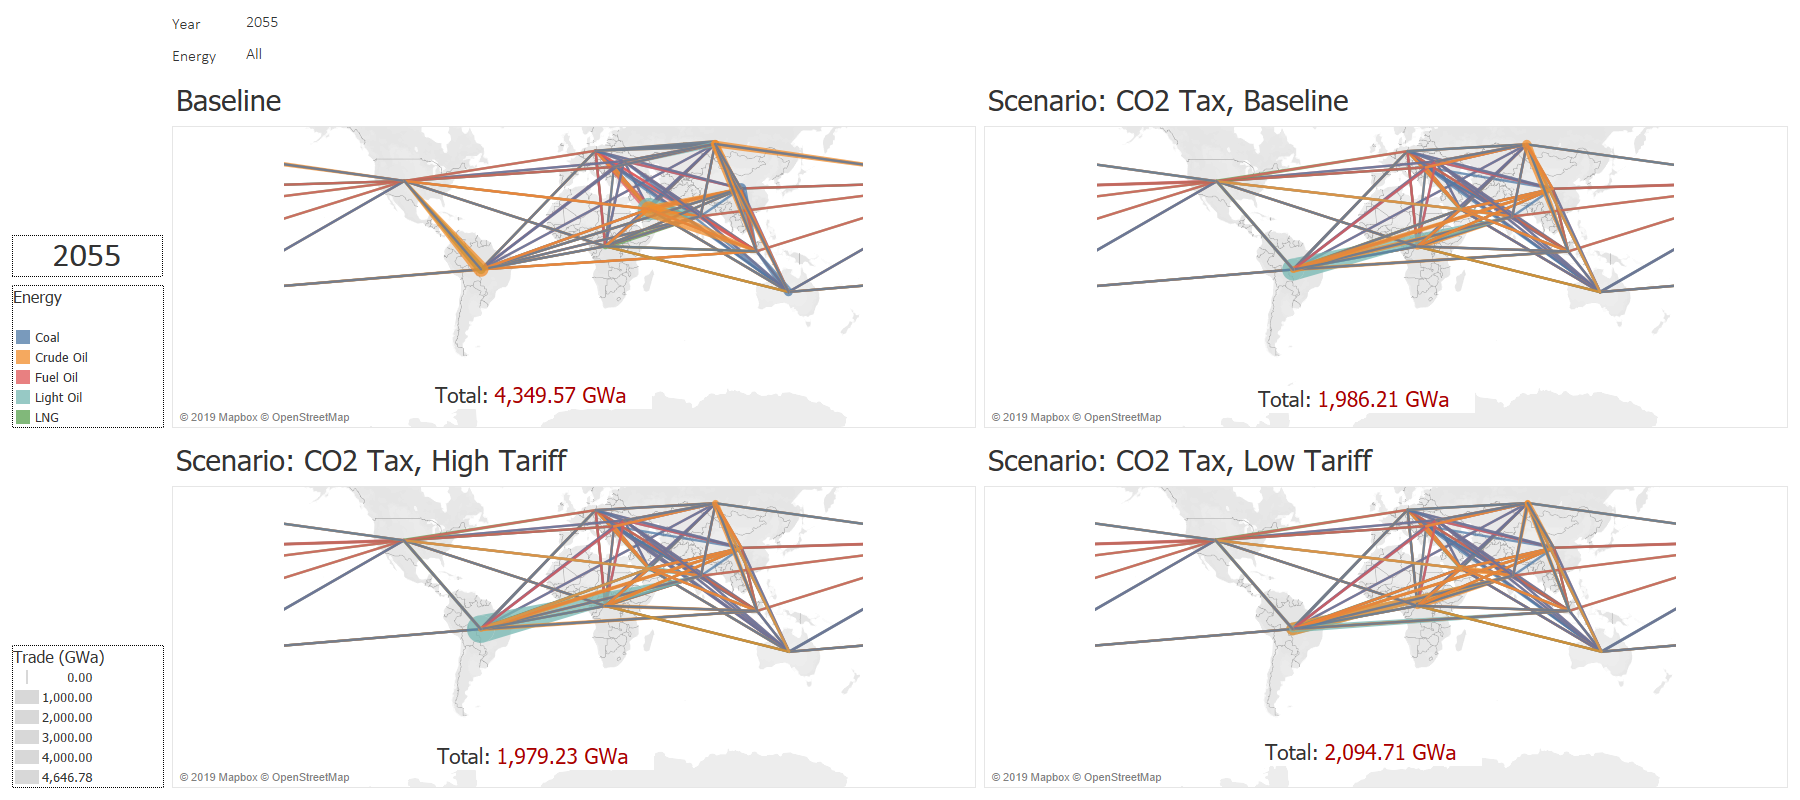 Year 2055
Energy All
Baseline
Scenario: CO2 Tax, Baseline
2055
Energy
Coal
Crude Oil
Fuel Oil
Light Oil
LNG
Total: 4,349.57 GWa
© 2019 Mapbox © OpenStreetMap
Total: 1,986.21 GWa
© 2019 Mapbox © OpenStreetMap
Scenario: CO2 Tax, High Tariff
Scenario: CO2 Tax, Low Tariff
Trade (GWa)
0.00
1,000.00
2,000.00
3,000.00
4,000.00
4,646.78
Total: 1,979.23 GWa
© 2019 Mapbox © OpenStreetMap
Total: 2,094.71 GWa
© 2019 Mapbox © OpenStreetMap